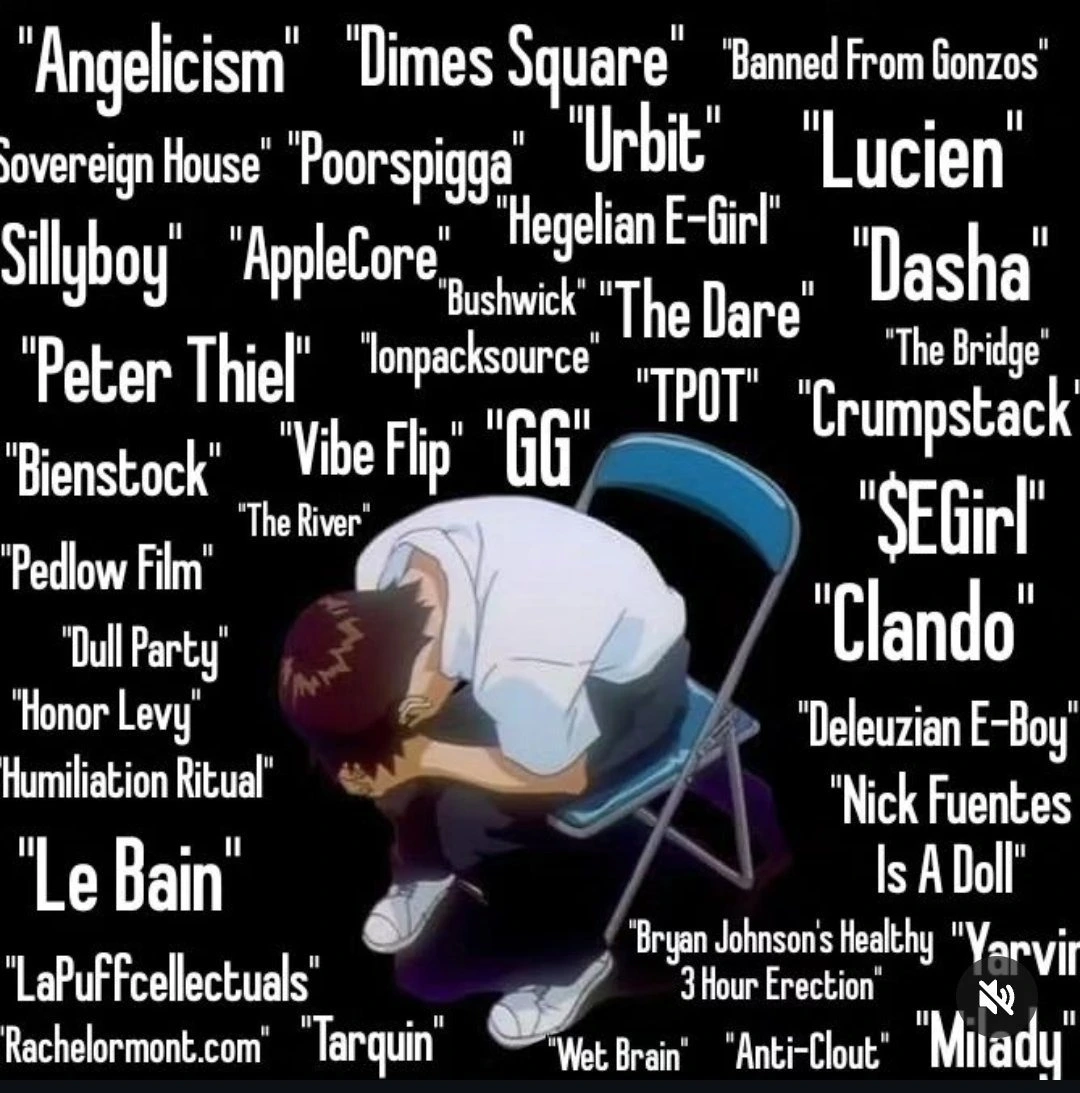 "Angelicism" "Dimes Square" "Banned From Gonzos"
Sovereign House" "Poorspigga" "Urbit" "Lucien"
"Hegelian E-Girl"
Sillyboy" "AppleCore" "Dasha"
"Bushwick" "The Dare"
"Peter Thiel" "Ionpacksource" "The Bridge"
"TPOT" "Crumpstack"
"Bienstock" "Vibe Flip" "GG"
"The River" "$EGirl"
"Pedlow Film"
"Dull Party" "Clando"
"Honor Levy" "Deleuzian E-Boy"
"Humiliation Ritual" "Nick Fuentes
"Le Bain" Is A Doll"
"Bryan Johnson's Healthy "Yarvin
"LaPuffcellectuals" 3 Hour Erection"
"Rachelormont.com" "Tarquin" "Wet Brain" "Anti-Clout" "Milady"